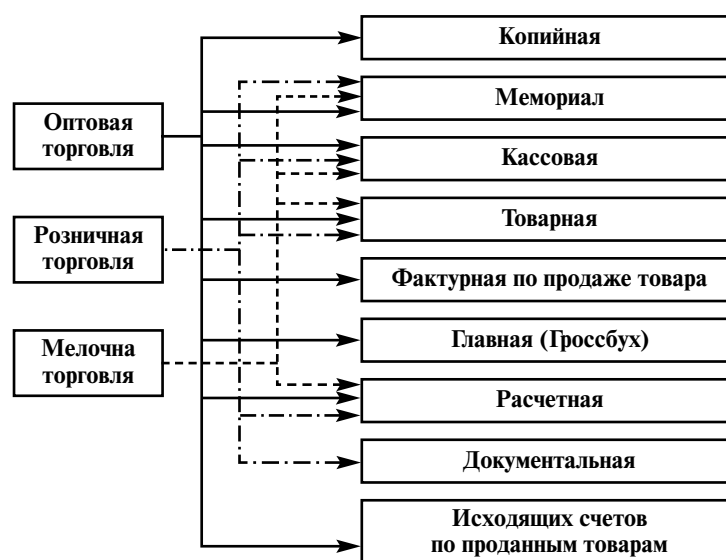 Копийная
Мемориал
Оптовая
торговля
Кассовая
Товарная
Розничная
торговля
Фактурная по продаже товара
Главная (Гроссбух)
Мелочна
торговля
Расчетная
Документальная
Исходящих счетов
по проданным товарам